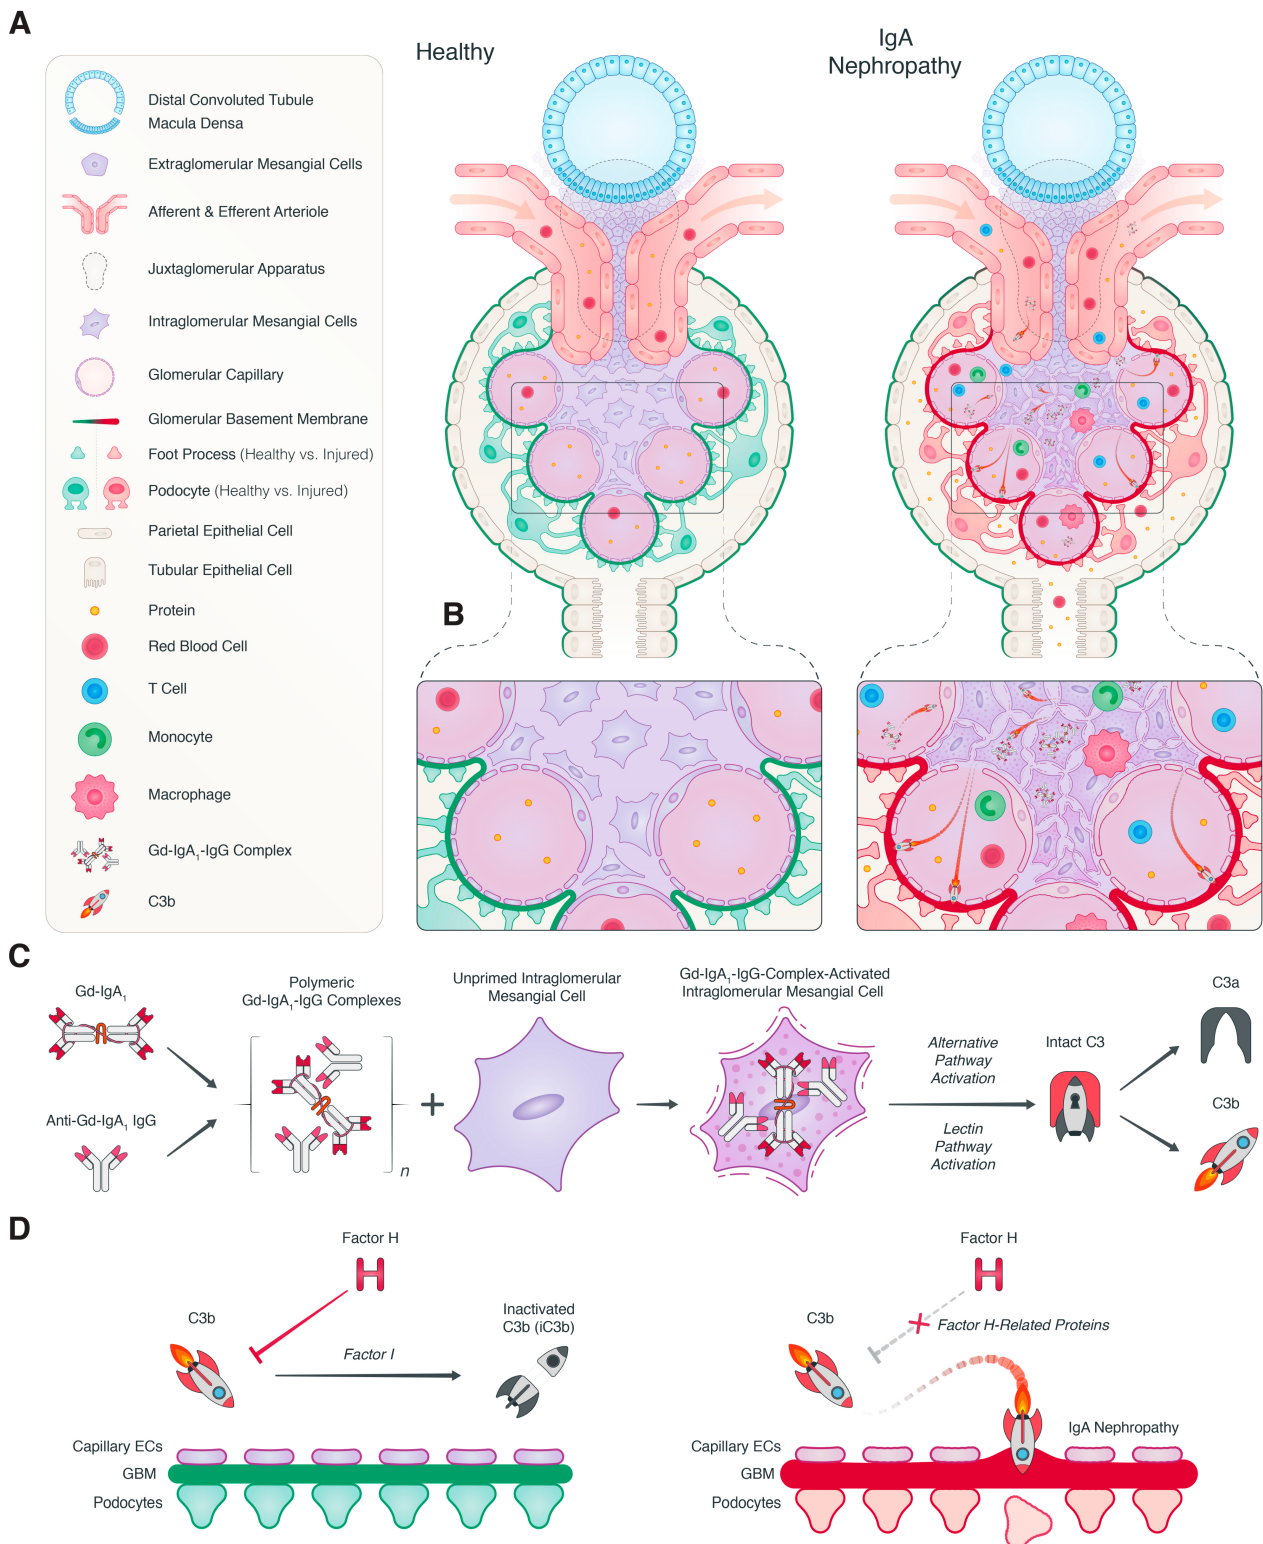 A
Healthy
IgA
Nephropathy
Distal Convoluted Tubule
Macula Densa
Extraglomerular Mesangial Cells
Afferent & Efferent Arteriole
Juxtaglomerular Apparatus
Intraglomerular Mesangial Cells
Glomerular Capillary
Glomerular Basement Membrane
Foot Process (Healthy vs. Injured)
Podocyte (Healthy vs. Injured)
Parietal Epithelial Cell
Tubular Epithelial Cell
Protein
Red Blood Cell
T Cell
Monocyte
Macrophage
Gd-IgA1-IgG Complex
C3b
B
C
Gd-IgA1
Anti-Gd-IgA1 IgG
Polymeric
Gd-IgA1-IgG Complexes
n
+
Unprimed Intraglomerular
Mesangial Cell
Gd-IgA1-IgG-Complex-Activated
Intraglomerular Mesangial Cell
Alternative
Pathway
Activation
Lectin
Pathway
Activation
Intact C3
C3a
C3b
D
Factor H
C3b
Factor I
Inactivated
C3b (iC3b)
Capillary ECs
GBM
Podocytes
Factor H
C3b
Factor H-Related Proteins
IgA Nephropathy
Capillary ECs
GBM
Podocytes